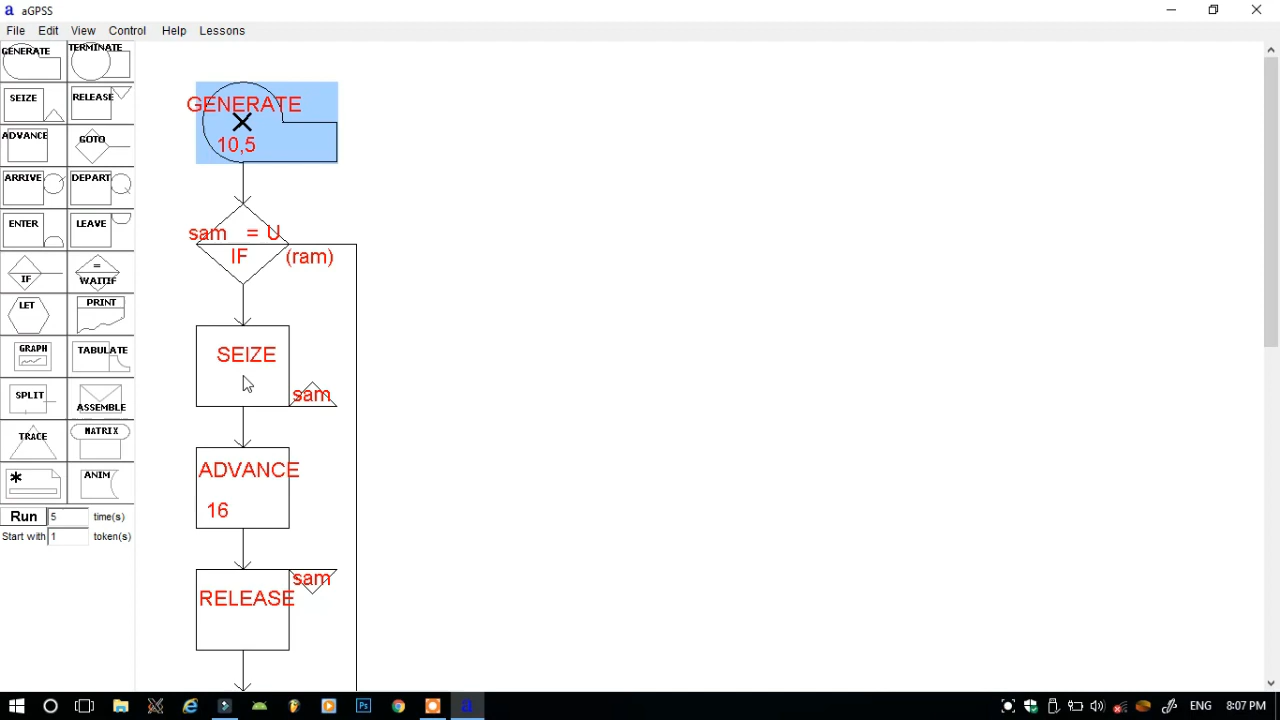 aGPSS
File Edit View Control Help Lessons
GENERATE TERMINATE
SEIZE RELEASE
ADVANCE GOTO
ARRIVE DEPART
ENTER LEAVE
IF = WAITIF
LET PRINT
GRAPH TABULATE
SPLIT ASSEMBLE
TRACE MATRIX
* ANIM
Run 5 time(s)
Start with 1 token(s)
GENERATE
10,5
sam = U
IF (ram)
SEIZE
sam
ADVANCE
16
sam
RELEASE
ENG 8:07 PM